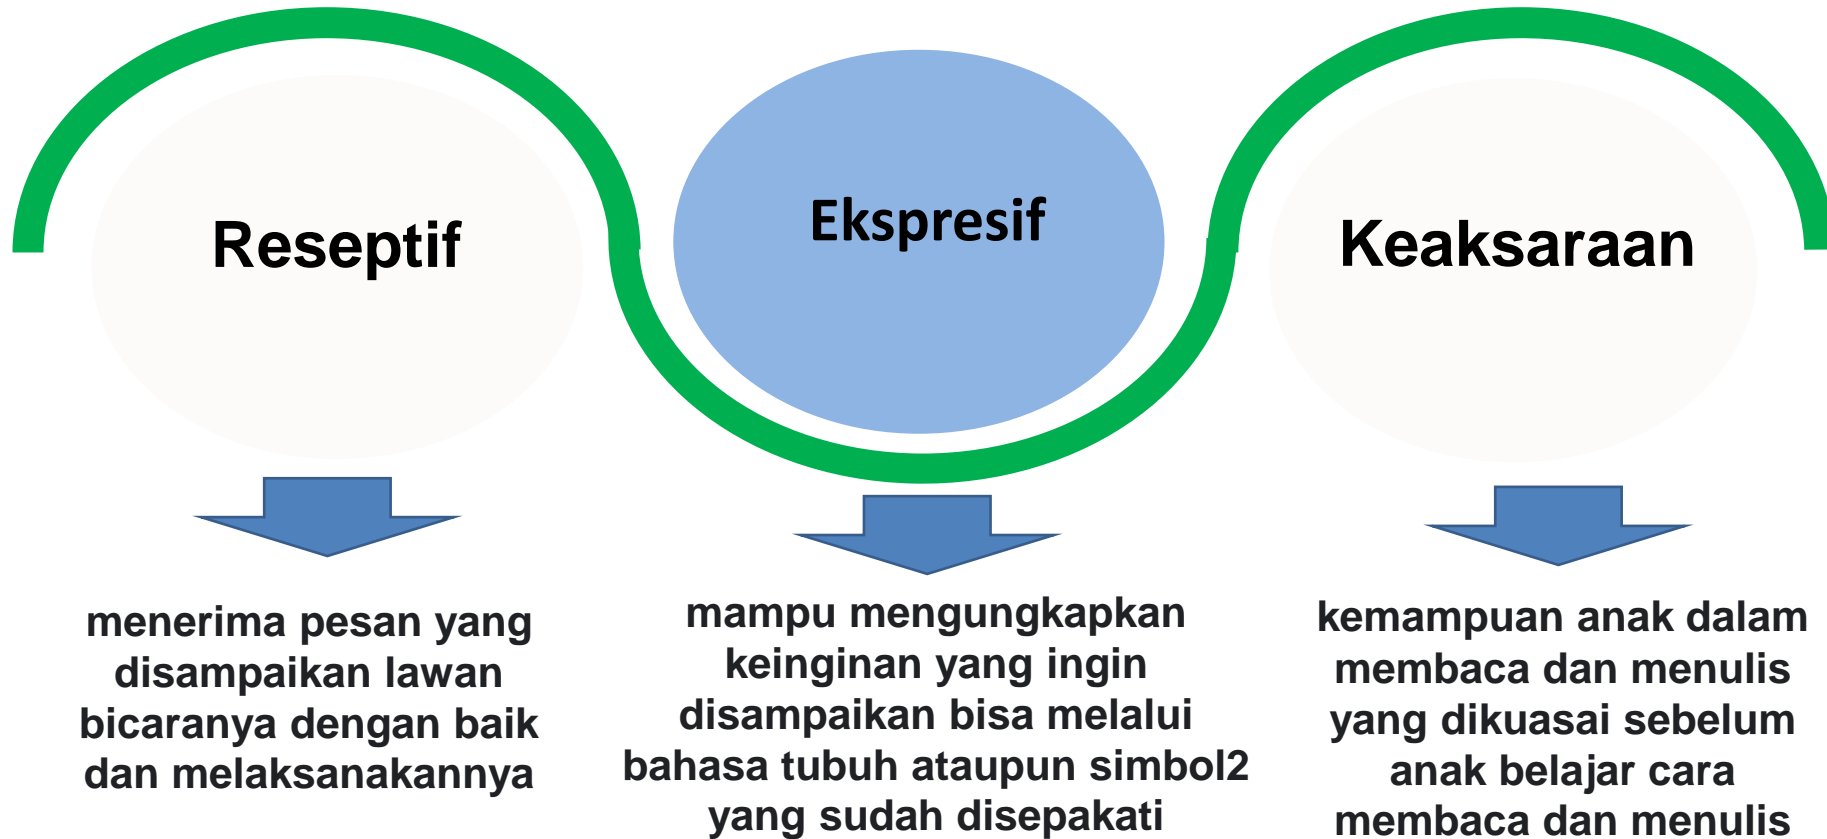 Reseptif
Ekspresif
Keaksaraan
menerima pesan yang
disampaikan lawan
bicaranya dengan baik
dan melaksanakannya
mampu mengungkapkan
keinginan yang ingin
disampaikan bisa melalui
bahasa tubuh ataupun simbol2
yang sudah disepakati
kemampuan anak dalam
membaca dan menulis
yang dikuasai sebelum
anak belajar cara
membaca dan menulis